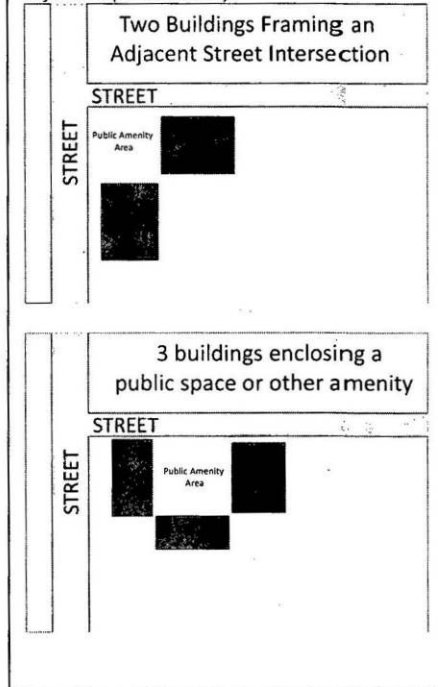 Two Buildings Framing an
Adjacent Street Intersection
STREET
STREET
Public Amenity
Area
3 buildings enclosing a
public space or other amenity
STREET
STREET
Public Amenity
Area